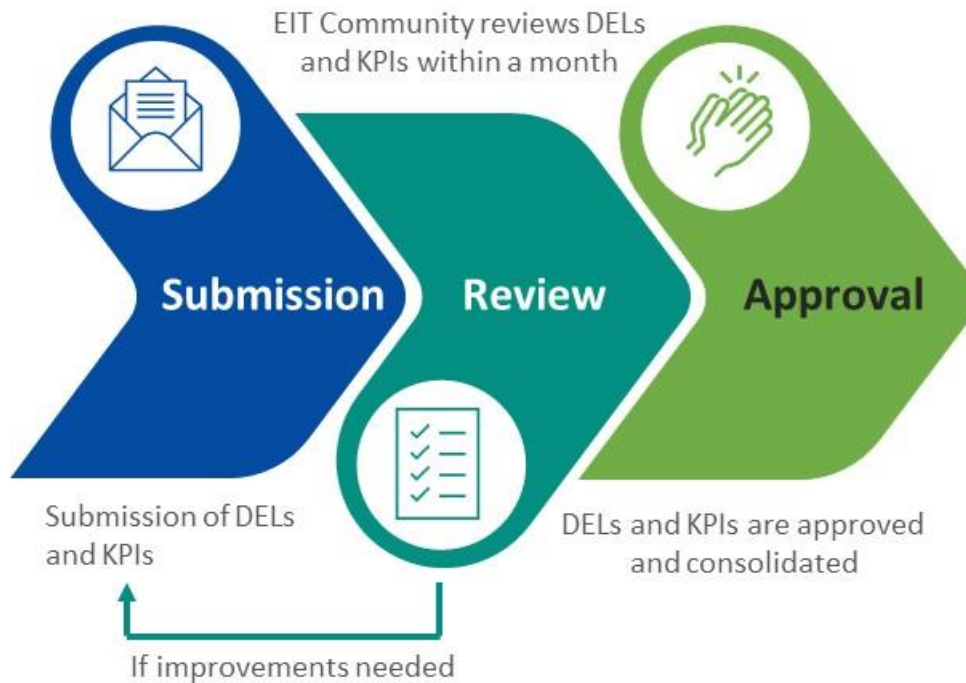 EIT Community reviews DELs
and KPIs within a month
Submission
Review
Approval
Submission of DELs
and KPIs
DELs and KPIs are approved
and consolidated
If improvements needed